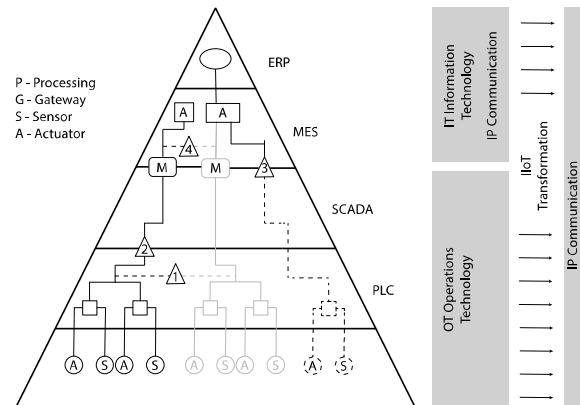 ERP
P - Processing
G - Gateway
S - Sensor
A - Actuator
A
A
MES
4
M
M
3
SCADA
2
1
PLC
A
S
A
S
S
A
S
A
S
IT Information
Technology
IP Communication
OT Operations
Technology
IIoT
Transformation
IP Communication